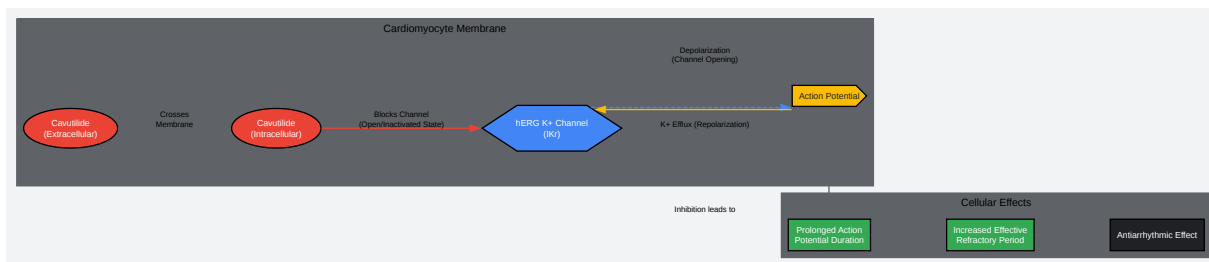 Cardiomyocyte Membrane
Depolarization
(Channel Opening)
Action Potential
Cavutilide
(Extracellular)
Crosses
Membrane
Cavutilide
(Intracellular)
Blocks Channel
(Open/Inactivated State)
hERG K+ Channel
(IKr)
K+ Efflux (Repolarization)
Inhibition leads to
Cellular Effects
Prolonged Action
Potential Duration
Increased Effective
Refractory Period
Antiarrhythmic Effect